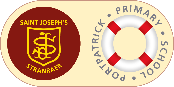 SAINT JOSEPH'S
STRANRAER
PORTPATRICK • PRIMARY • SCHOOL •